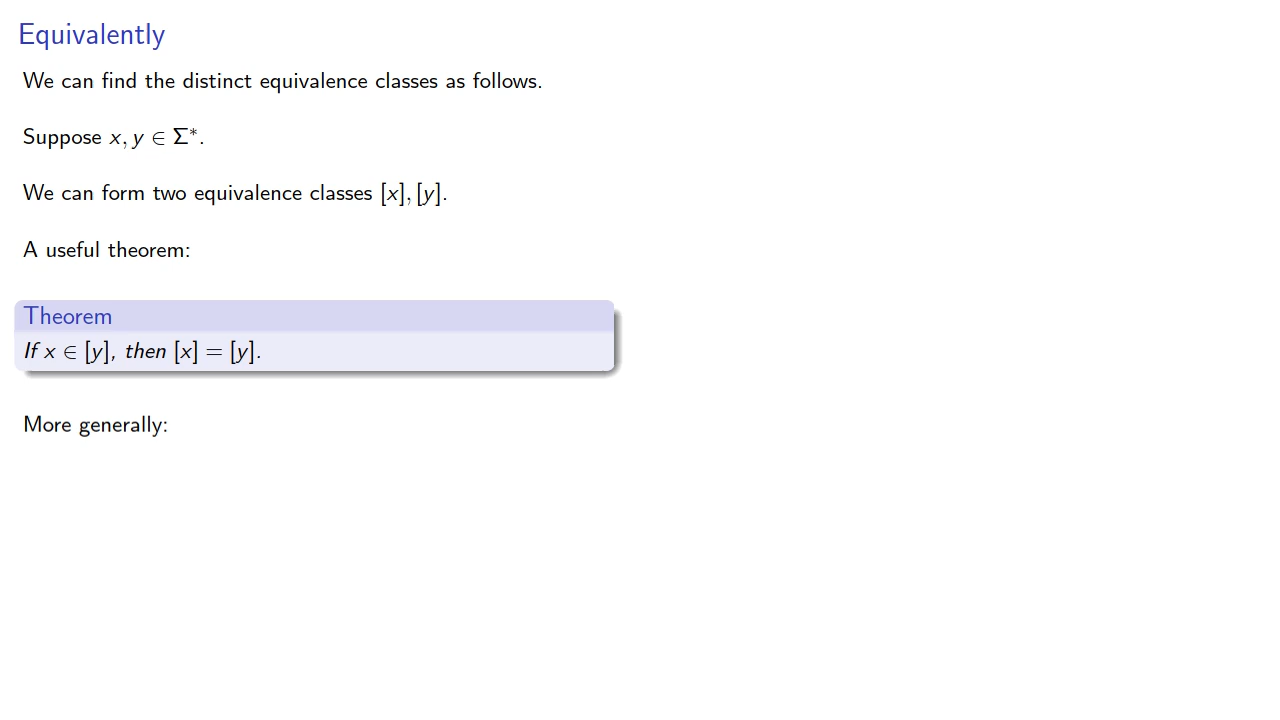 Equivalently
We can find the distinct equivalence classes as follows.
Suppose x, y ∈ Σ*.
We can form two equivalence classes [x], [y].
A useful theorem:
Theorem
If x ∈ [y], then [x] = [y].
More generally: